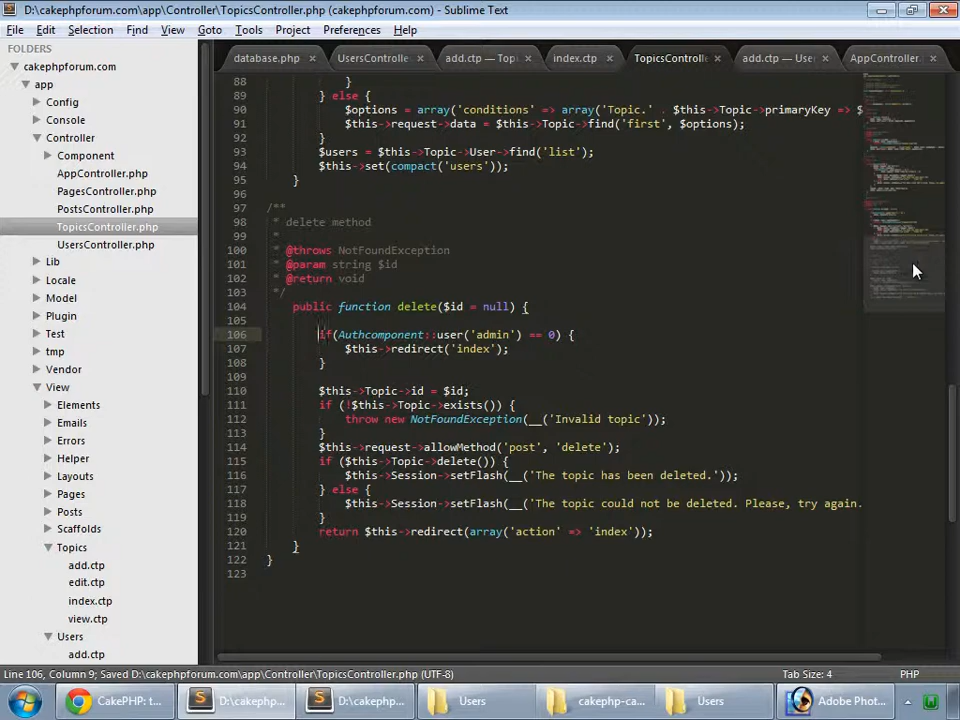 D:\cakephpforum.com\app\Controller\TopicsController.php (cakephpforum.com) - Sublime Text
File Edit Selection Find View Goto Tools Project Preferences Help
FOLDERS
cakephpforum.com
app
Config
Console
Controller
Component
AppController.php
PagesController.php
PostsController.php
TopicsController.php
UsersController.php
Lib
Locale
Model
Plugin
Test
tmp
Vendor
View
Elements
Emails
Errors
Helper
Layouts
Pages
Posts
Scaffolds
Topics
add.ctp
edit.ctp
index.ctp
view.ctp
Users
add.ctp
database.php × UsersControlle × add.ctp — Top × index.ctp × TopicsControll × add.ctp — Use × AppController. ×
88 }
89 } else {
90 $options = array('conditions' => array('Topic.' . $this->Topic->primaryKey => $
91 $this->request->data = $this->Topic->find('first', $options);
92 }
93 $users = $this->Topic->User->find('list');
94 $this->set(compact('users'));
95 }
96
97 /**
98 * delete method
99 *
100 * @throws NotFoundException
101 * @param string $id
102 * @return void
103 */
104 public function delete($id = null) {
105
106 if(Authcomponent::user('admin') == 0) {
107 $this->redirect('index');
108 }
109
110 $this->Topic->id = $id;
111 if (!$this->Topic->exists()) {
112 throw new NotFoundException(__('Invalid topic'));
113 }
114 $this->request->allowMethod('post', 'delete');
115 if ($this->Topic->delete()) {
116 $this->Session->setFlash(__('The topic has been deleted.'));
117 } else {
118 $this->Session->setFlash(__('The topic could not be deleted. Please, try again.
119 }
120 return $this->redirect(array('action' => 'index'));
121 }
122 }
123
Line 106, Column 9; Saved D:\cakephpforum.com\app\Controller\TopicsController.php (UTF-8) Tab Size: 4 PHP
CakePHP: t... D:\cakephp... D:\cakephp... Users cakephp-ca... Users Adobe Phot...